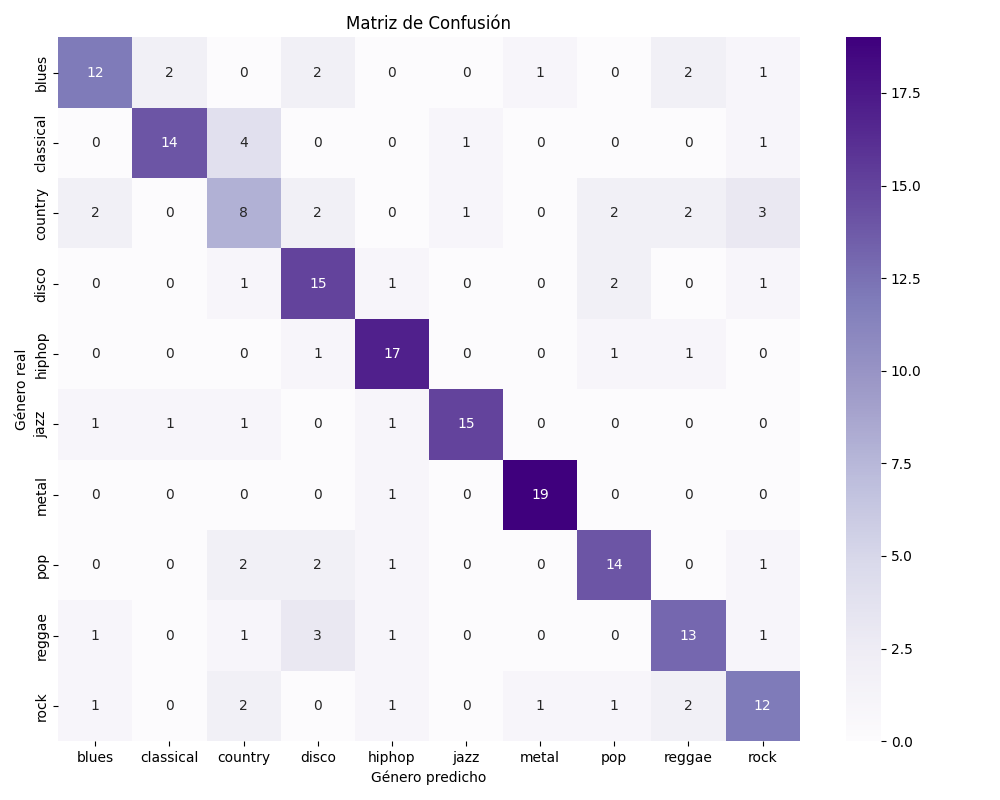 Matriz de Confusión
Género real
blues 12 2 0 2 0 0 1 0 2 1
classical 0 14 4 0 0 1 0 0 0 1
country 2 0 8 2 0 1 0 2 2 3
disco 0 0 1 15 1 0 0 2 0 1
hiphop 0 0 0 1 17 0 0 1 1 0
jazz 1 1 1 0 1 15 0 0 0 0
metal 0 0 0 0 1 0 19 0 0 0
pop 0 0 2 2 1 0 0 14 0 1
reggae 1 0 1 3 1 0 0 0 13 1
rock 1 0 2 0 1 0 1 1 2 12
blues classical country disco hiphop jazz metal pop reggae rock
Género predicho
17.5
15.0
12.5
10.0
7.5
5.0
2.5
0.0